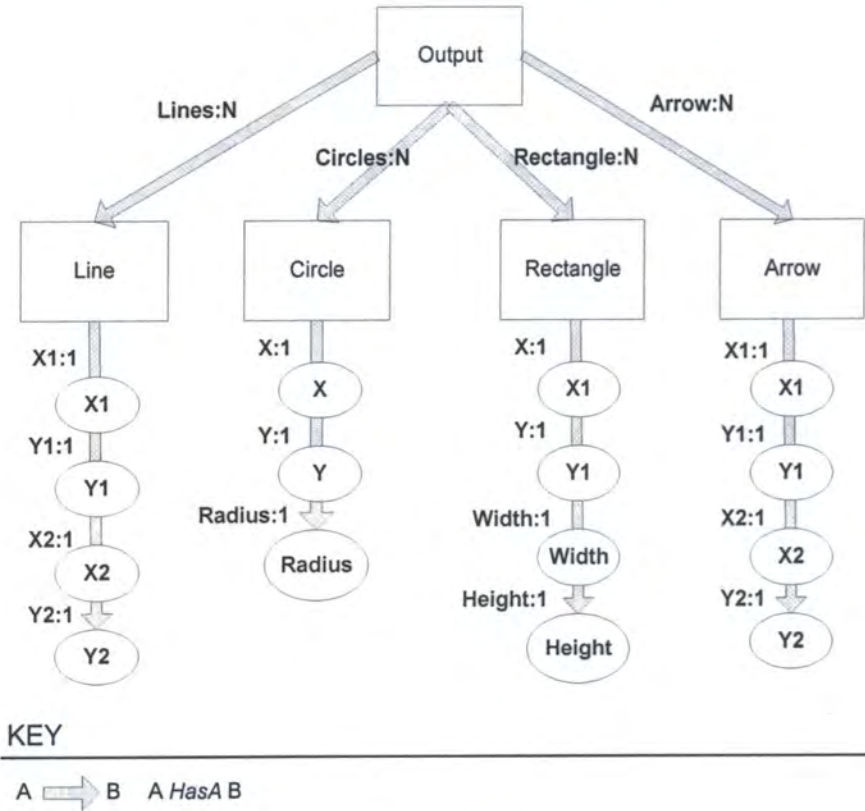 Output
Lines:N
Arrow:N
Circles:N
Rectangle:N
Line
Circle
Rectangle
Arrow
X1:1
X:1
X:1
X1:1
X1
X
X1
X1
Y1:1
Y:1
Y:1
Y1:1
Y1
Y
Y1
Y1
X2:1
Radius:1
Width:1
X2:1
X2
Radius
Width
X2
Y2:1
Height:1
Y2:1
Y2
Height
Y2
KEY
A B A HasA B